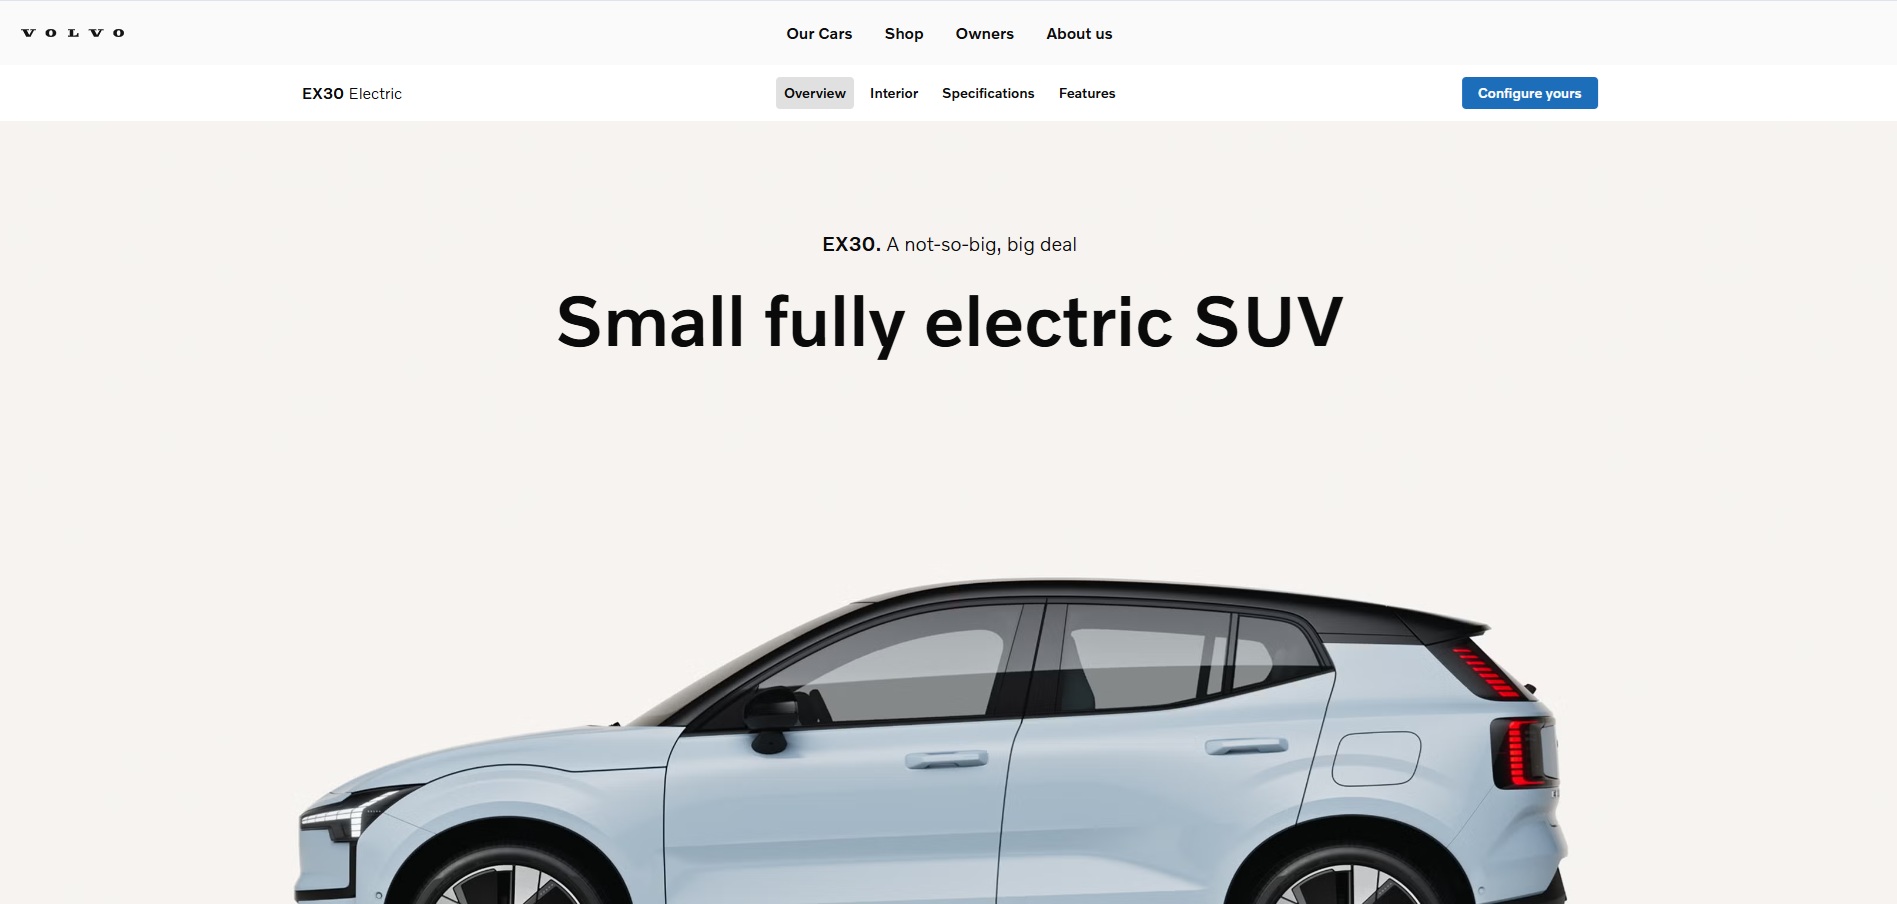 VOLVO
Our Cars Shop Owners About us
EX30 Electric
Overview Interior Specifications Features
Configure yours
EX30. A not-so-big, big deal
Small fully electric SUV